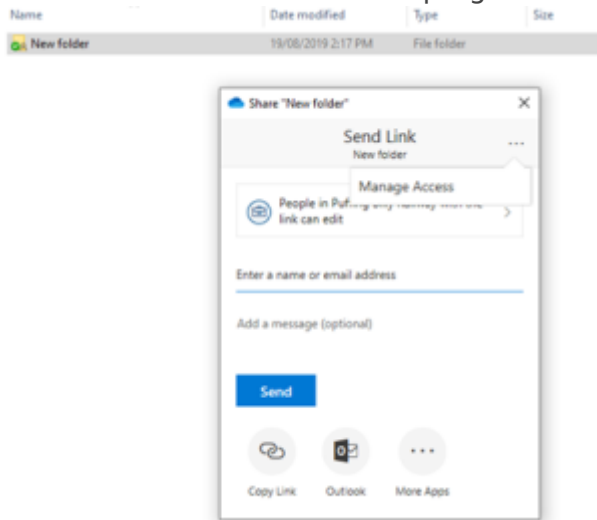 Name Date modified Type Size
New folder 19/08/2019 2:17 PM File folder
Share "New folder"
Send Link
New folder
Manage Access
People in
link can edit
Enter a name or email address
Add a message (optional)
Send
Copy Link Outlook More Apps